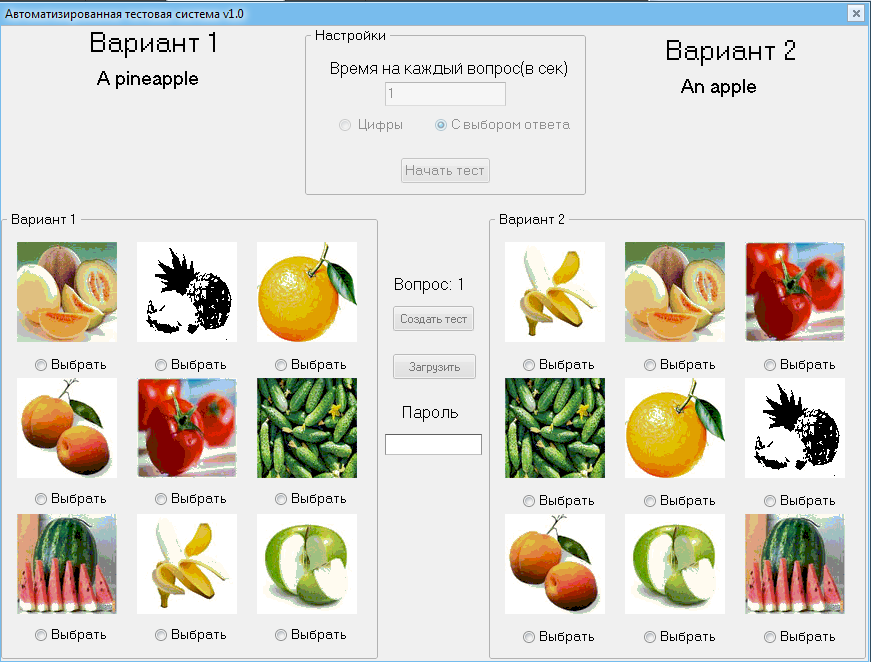 Автоматизированная тестовая система v1.0
Вариант 1
A pineapple
Настройки
Время на каждый вопрос(в сек)
1
Цифры С выбором ответа
Начать тест
Вариант 2
An apple
Вариант 1
Выбрать Выбрать Выбрать
Выбрать Выбрать Выбрать
Выбрать Выбрать Выбрать
Вопрос: 1
Создать тест
Загрузить
Пароль
Вариант 2
Выбрать Выбрать Выбрать
Выбрать Выбрать Выбрать
Выбрать Выбрать Выбрать